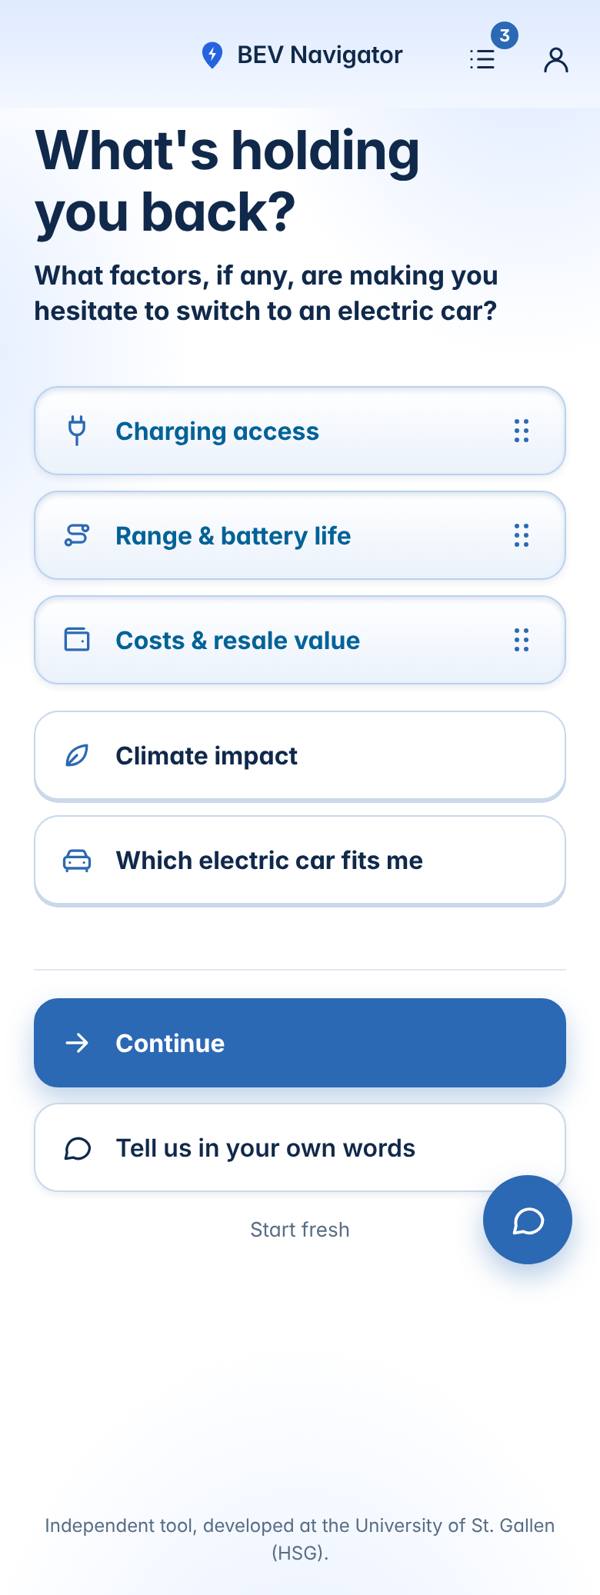 BEV Navigator
3
What's holding
you back?
What factors, if any, are making you
hesitate to switch to an electric car?
Charging access
Range & battery life
Costs & resale value
Climate impact
Which electric car fits me
Continue
Tell us in your own words
Start fresh
Independent tool, developed at the University of St. Gallen
(HSG).